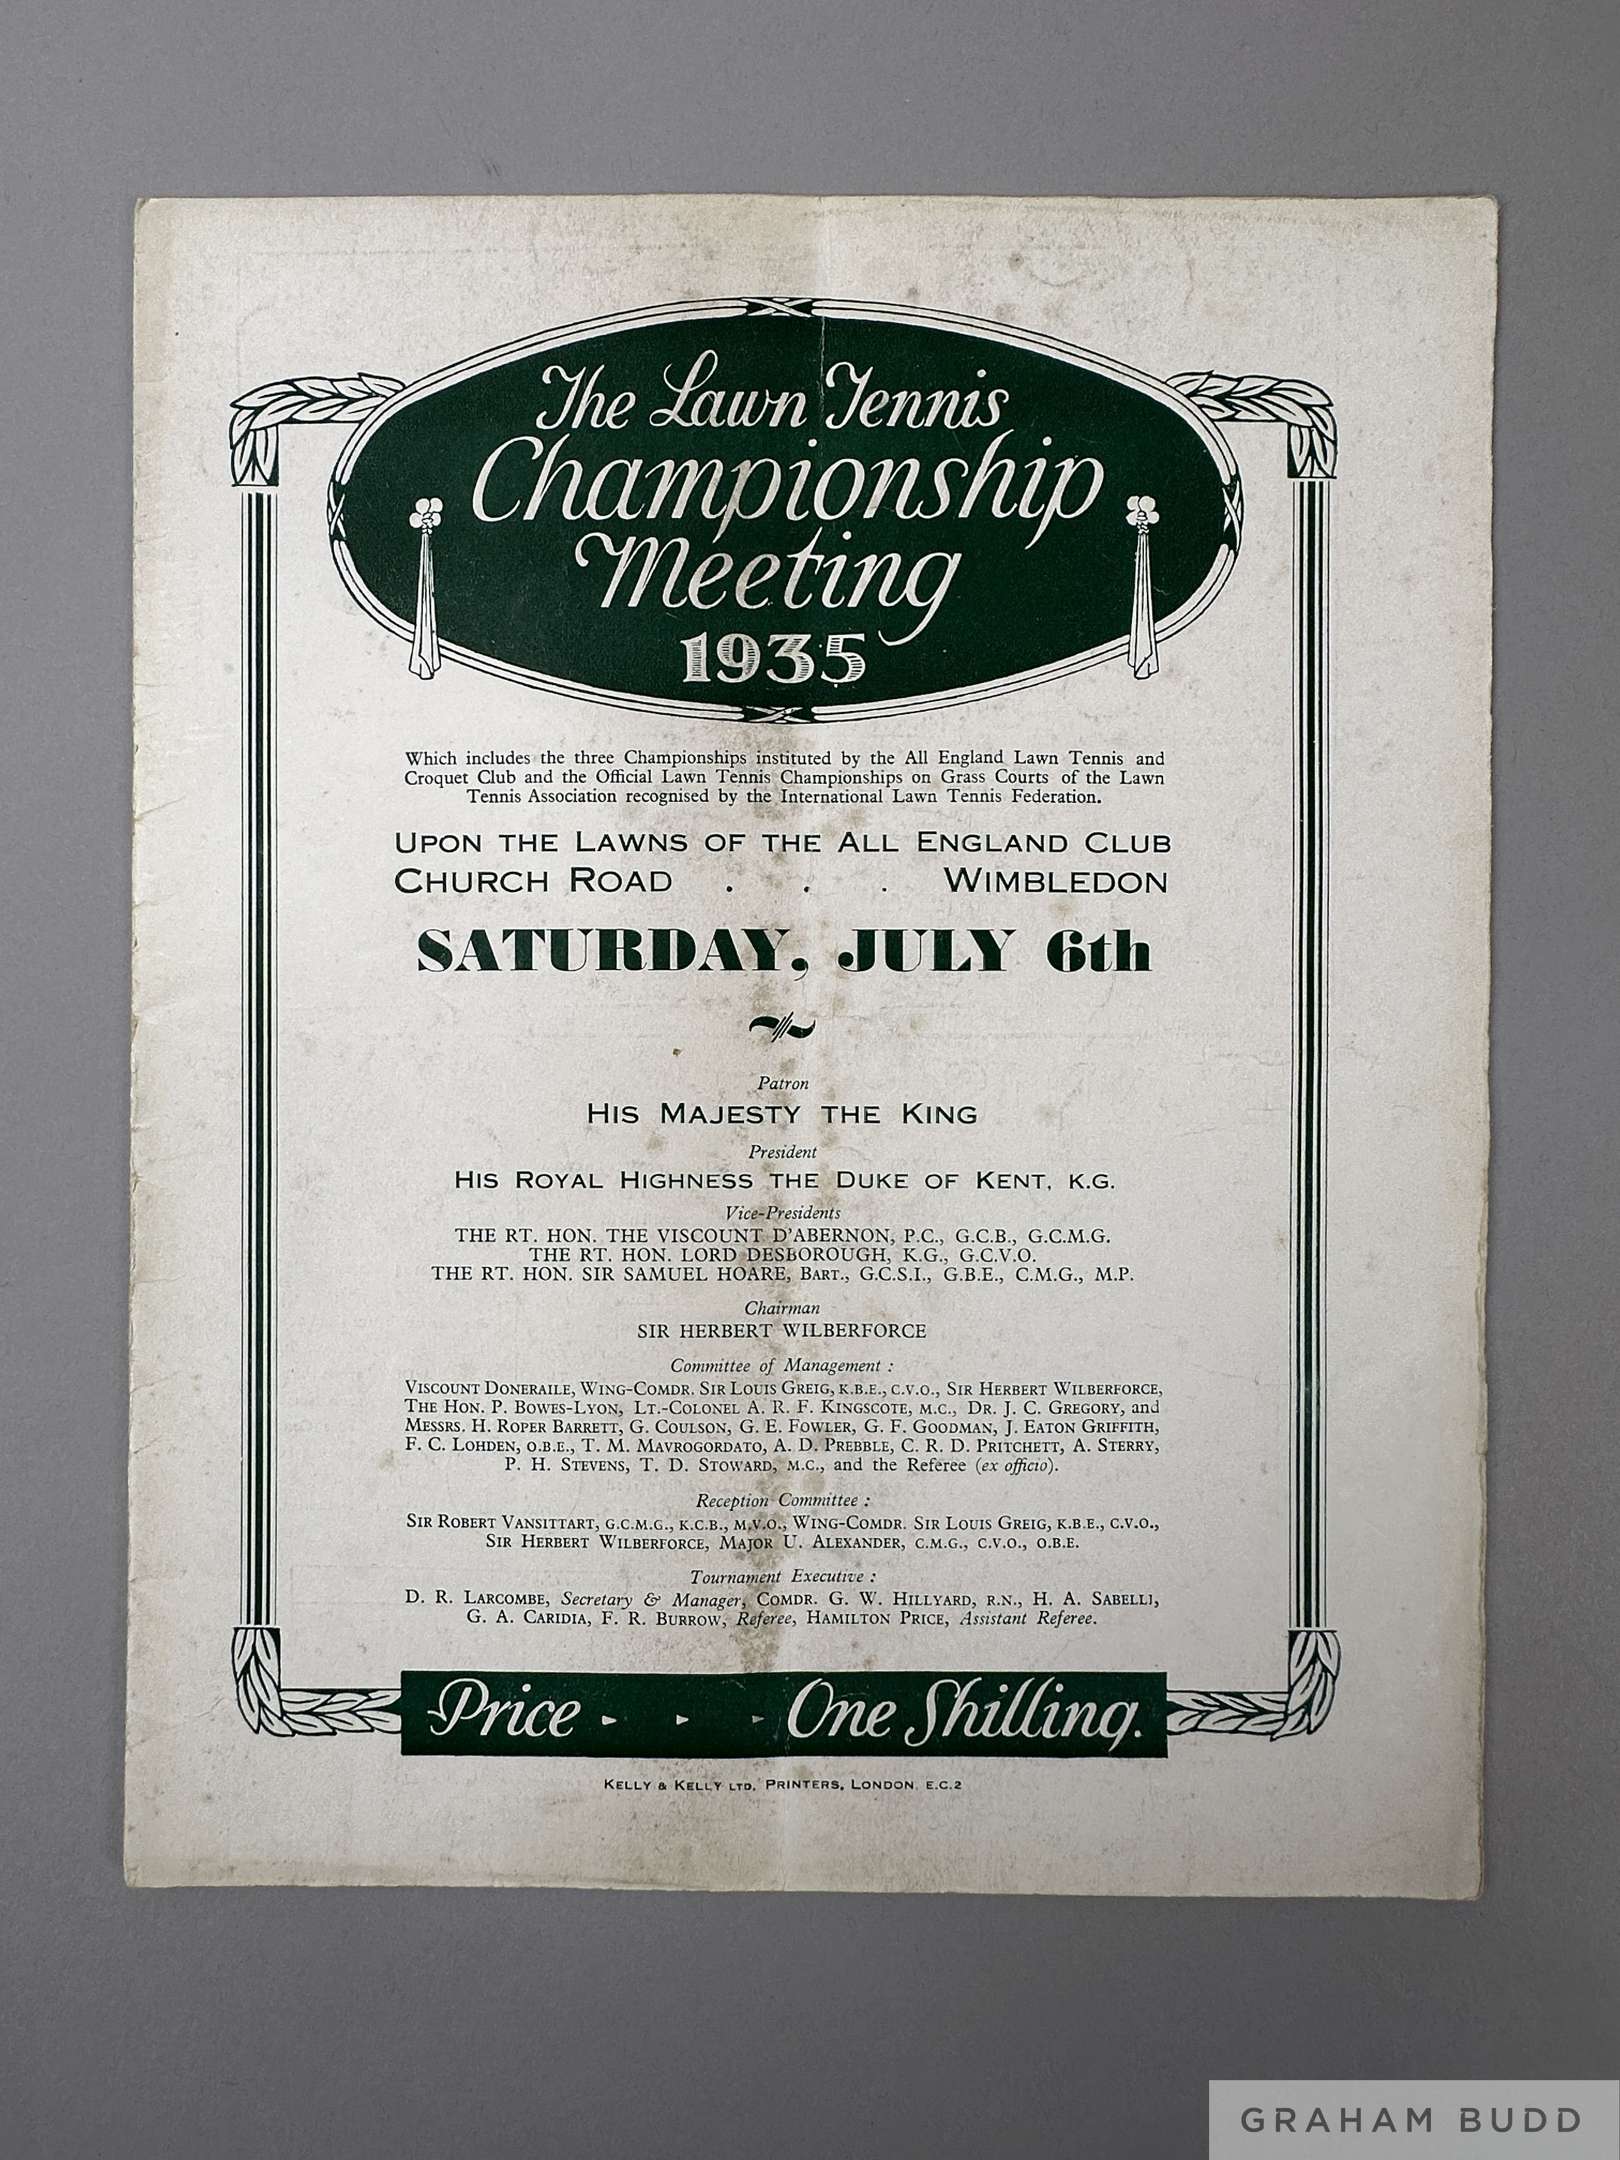 The Lawn Tennis
Championship
Meeting
1935
Which includes the three Championships instituted by the All England Lawn Tennis and
Croquet Club and the Official Lawn Tennis Championships on Grass Courts of the Lawn
Tennis Association recognised by the International Lawn Tennis Federation.
UPON THE LAWNS OF THE ALL ENGLAND CLUB
CHURCH ROAD . . . WIMBLEDON
SATURDAY, JULY 6th
Patron
HIS MAJESTY THE KING
President
HIS ROYAL HIGHNESS THE DUKE OF KENT, K.G.
Vice-Presidents
THE RT. HON. THE VISCOUNT D'ABERNON, P.C., G.C.B., G.C.M.G.
THE RT. HON. LORD DESBOROUGH, K.G., G.C.V.O.
THE RT. HON. SIR SAMUEL HOARE, BART., G.C.S.I., G.B.E., C.M.G., M.P.
Chairman
SIR HERBERT WILBERFORCE
Committee of Management :
VISCOUNT DONERAILE, WING-COMDR. SIR LOUIS GREIG, K.B.E., C.V.O., SIR HERBERT WILBERFORCE,
THE HON. P. BOWES-LYON, LT.-COLONEL A. R. F. KINGSCOTE, M.C., DR. J. C. GREGORY, and
MESSRS. H. ROPER BARRETT, G. COULSON, G. E. FOWLER, G. F. GOODMAN, J. EATON GRIFFITH,
F. C. LOHDEN, O.B.E., T. M. MAVROGORDATO, A. D. PREBBLE, C. R. D. PRITCHETT, A. STERRY,
P. H. STEVENS, T. D. STOWARD, M.C., and the Referee (ex officio).
Reception Committee :
SIR ROBERT VANSITTART, G.C.M.G., K.C.B., M.V.O., WING-COMDR. SIR LOUIS GREIG, K.B.E., C.V.O.,
SIR HERBERT WILBERFORCE, MAJOR U. ALEXANDER, C.M.G., C.V.O., O.B.E.
Tournament Executive :
D. R. LARCOMBE, Secretary & Manager, COMDR. G. W. HILLYARD, R.N., H. A. SABELLI,
G. A. CARIDIA, F. R. BURROW, Referee, HAMILTON PRICE, Assistant Referee.
Price - - - One Shilling.
KELLY & KELLY LTD. PRINTERS, LONDON, E.C.2
GRAHAM BUDD